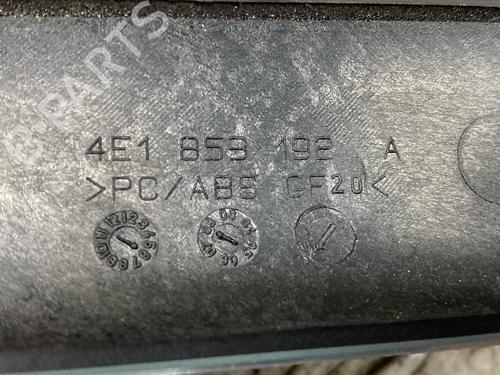 B-PARTS
4E1 853 192 A
>PC/ABS GF20<